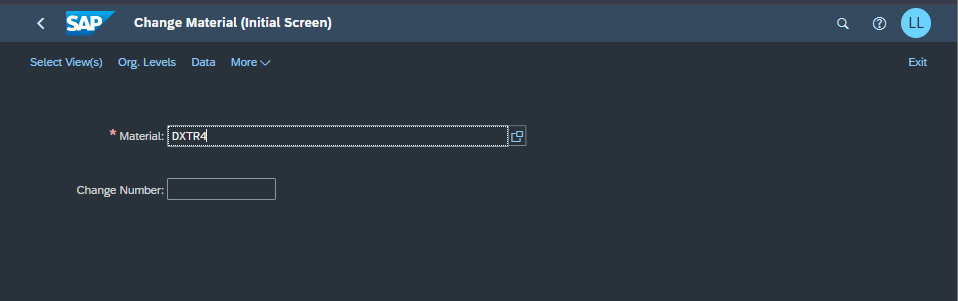 SAP Change Material (Initial Screen) LL
Select View(s) Org. Levels Data More Exit
* Material: DXTR4
Change Number: